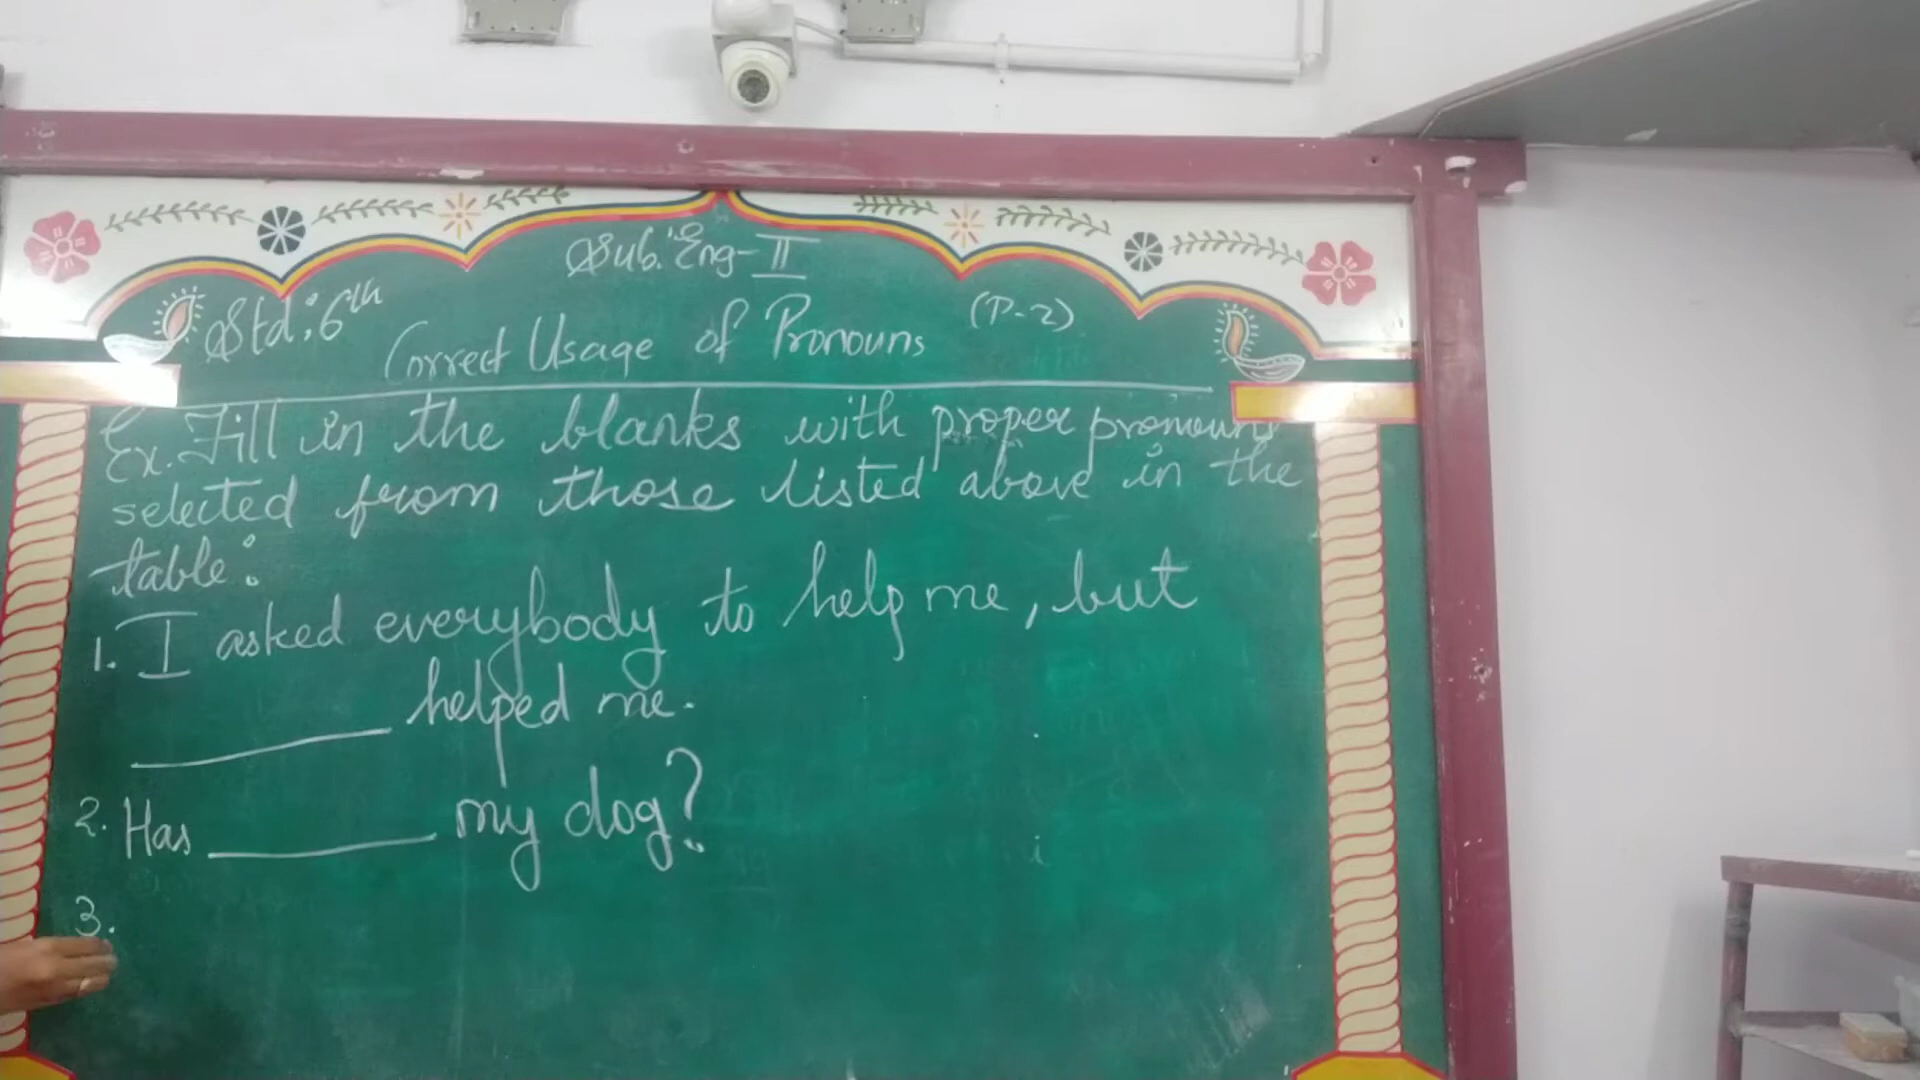 Sub: Eng-II
Std: 6th
Correct Usage of Pronouns (P-2)
Ex. Fill in the blanks with proper pronouns
selected from those listed above in the
table:
1. I asked everybody to help me, but
________ helped me.
2. Has ________ my dog?
3.